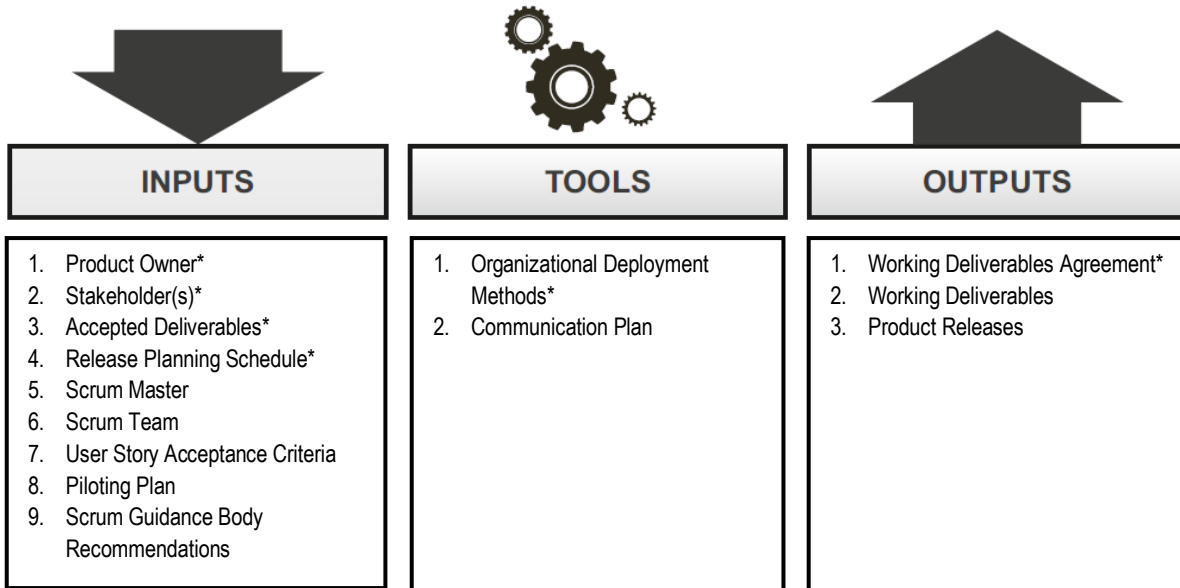 INPUTS
1. Product Owner*
2. Stakeholder(s)*
3. Accepted Deliverables*
4. Release Planning Schedule*
5. Scrum Master
6. Scrum Team
7. User Story Acceptance Criteria
8. Piloting Plan
9. Scrum Guidance Body
Recommendations
TOOLS
1. Organizational Deployment
Methods*
2. Communication Plan
OUTPUTS
1. Working Deliverables Agreement*
2. Working Deliverables
3. Product Releases